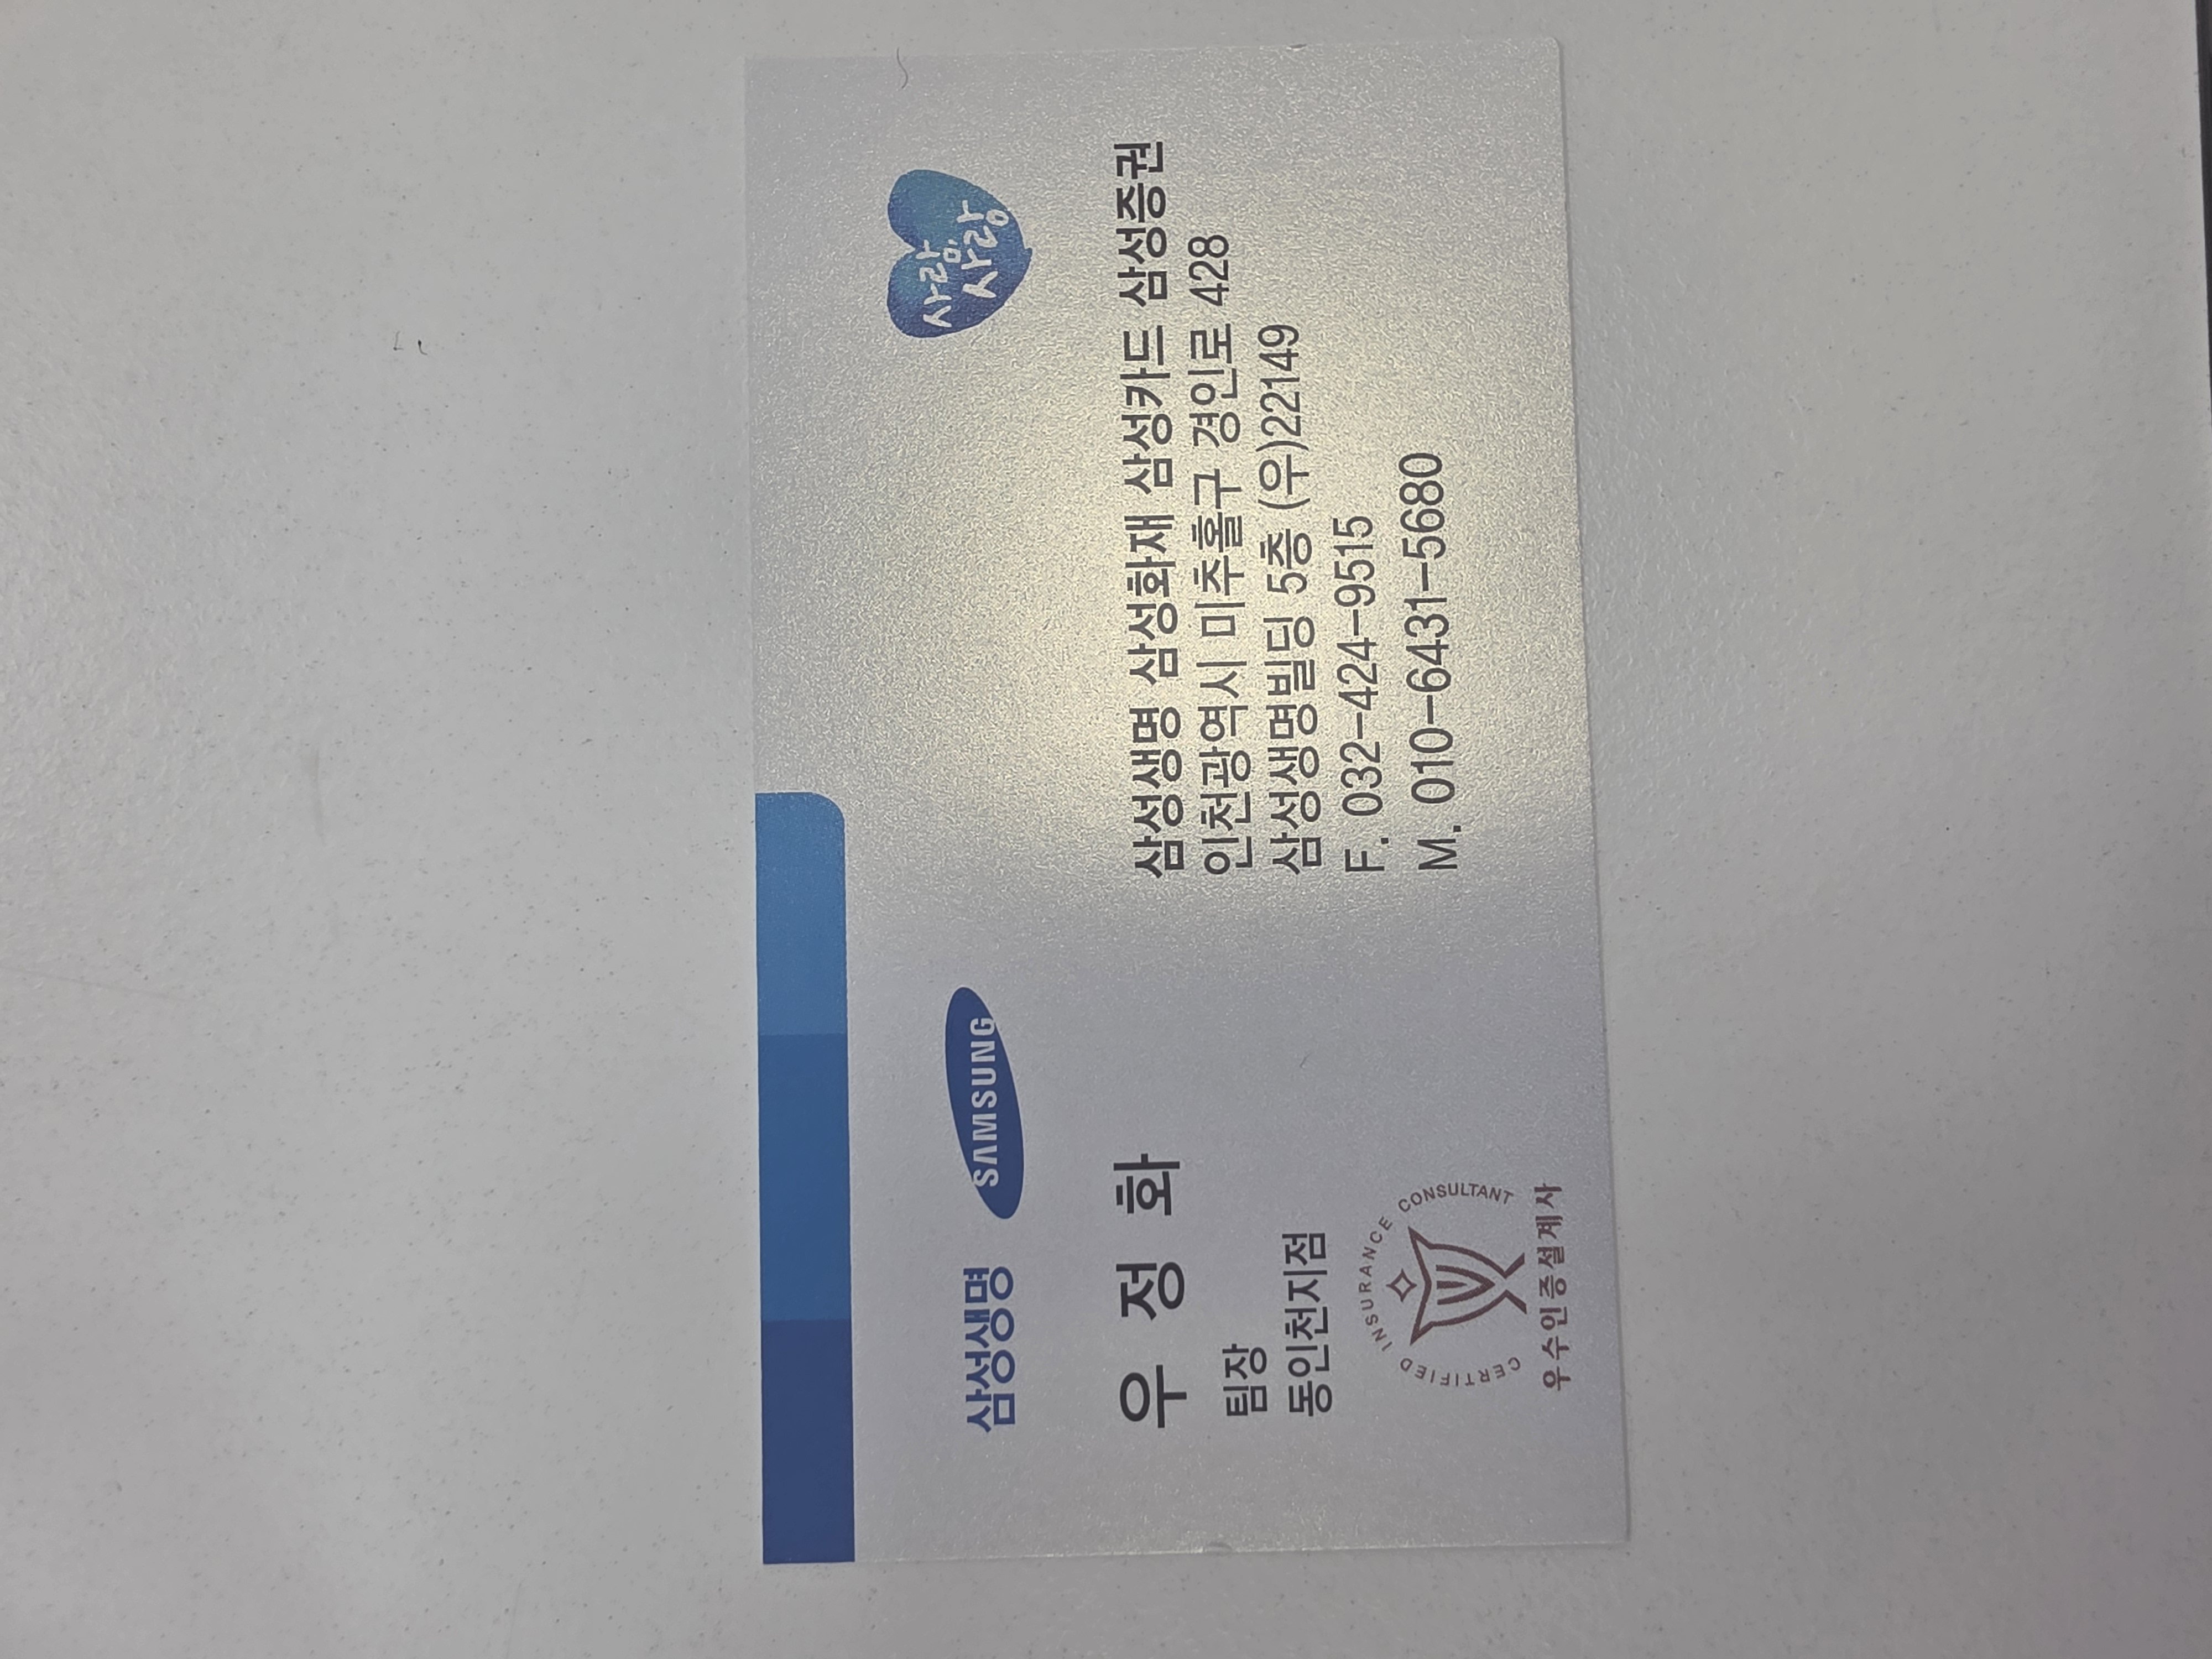 삼성생명 SAMSUNG
사람, 사랑
우 정 화
팀장
동인천지점
CERTIFIED INSURANCE CONSULTANT
우수인증설계사
삼성생명 삼성화재 삼성카드 삼성증권
인천광역시 미추홀구 경인로 428
삼성생명빌딩 5층 (우)22149
F. 032-424-9515
M. 010-6431-5680